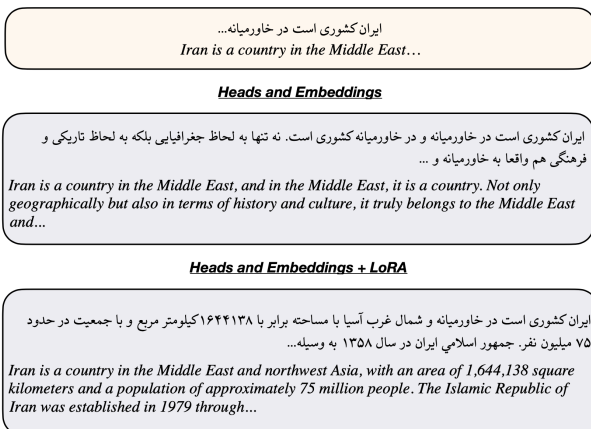 ایران کشوری است در خاورمیانه...
Iran is a country in the Middle East…
Heads and Embeddings
ایران کشوری است در خاورمیانه و در خاورمیانه کشوری است. نه تنها به لحاظ جغرافیایی بلکه به لحاظ تاریکی و
فرهنگی هم واقعا به خاورمیانه و ...
Iran is a country in the Middle East, and in the Middle East, it is a country. Not only
geographically but also in terms of history and culture, it truly belongs to the Middle East
and…
Heads and Embeddings + LoRA
ایران کشوری است در خاورمیانه و شمال غرب آسیا با مساحته برابر با ۱۶۴۴۱۳۸کیلومتر مربع و با جمعیت در حدود
۷۵ میلیون نفر. جمهور اسلامي ایران در سال ۱۳۵۸ به وسیله...
Iran is a country in the Middle East and northwest Asia, with an area of 1,644,138 square
kilometers and a population of approximately 75 million people. The Islamic Republic of
Iran was established in 1979 through…